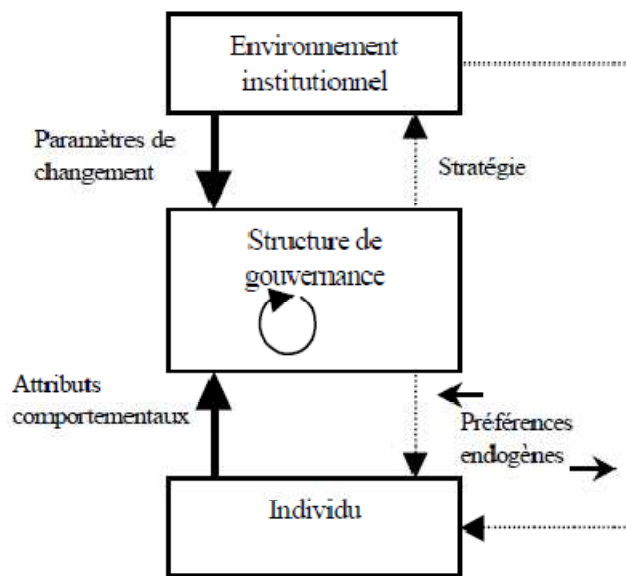 Environnement
institutionnel
Paramètres de
changement
Stratégie
Structure de
gouvernance
Attributs
comportementaux
Préférences
endogènes
Individu